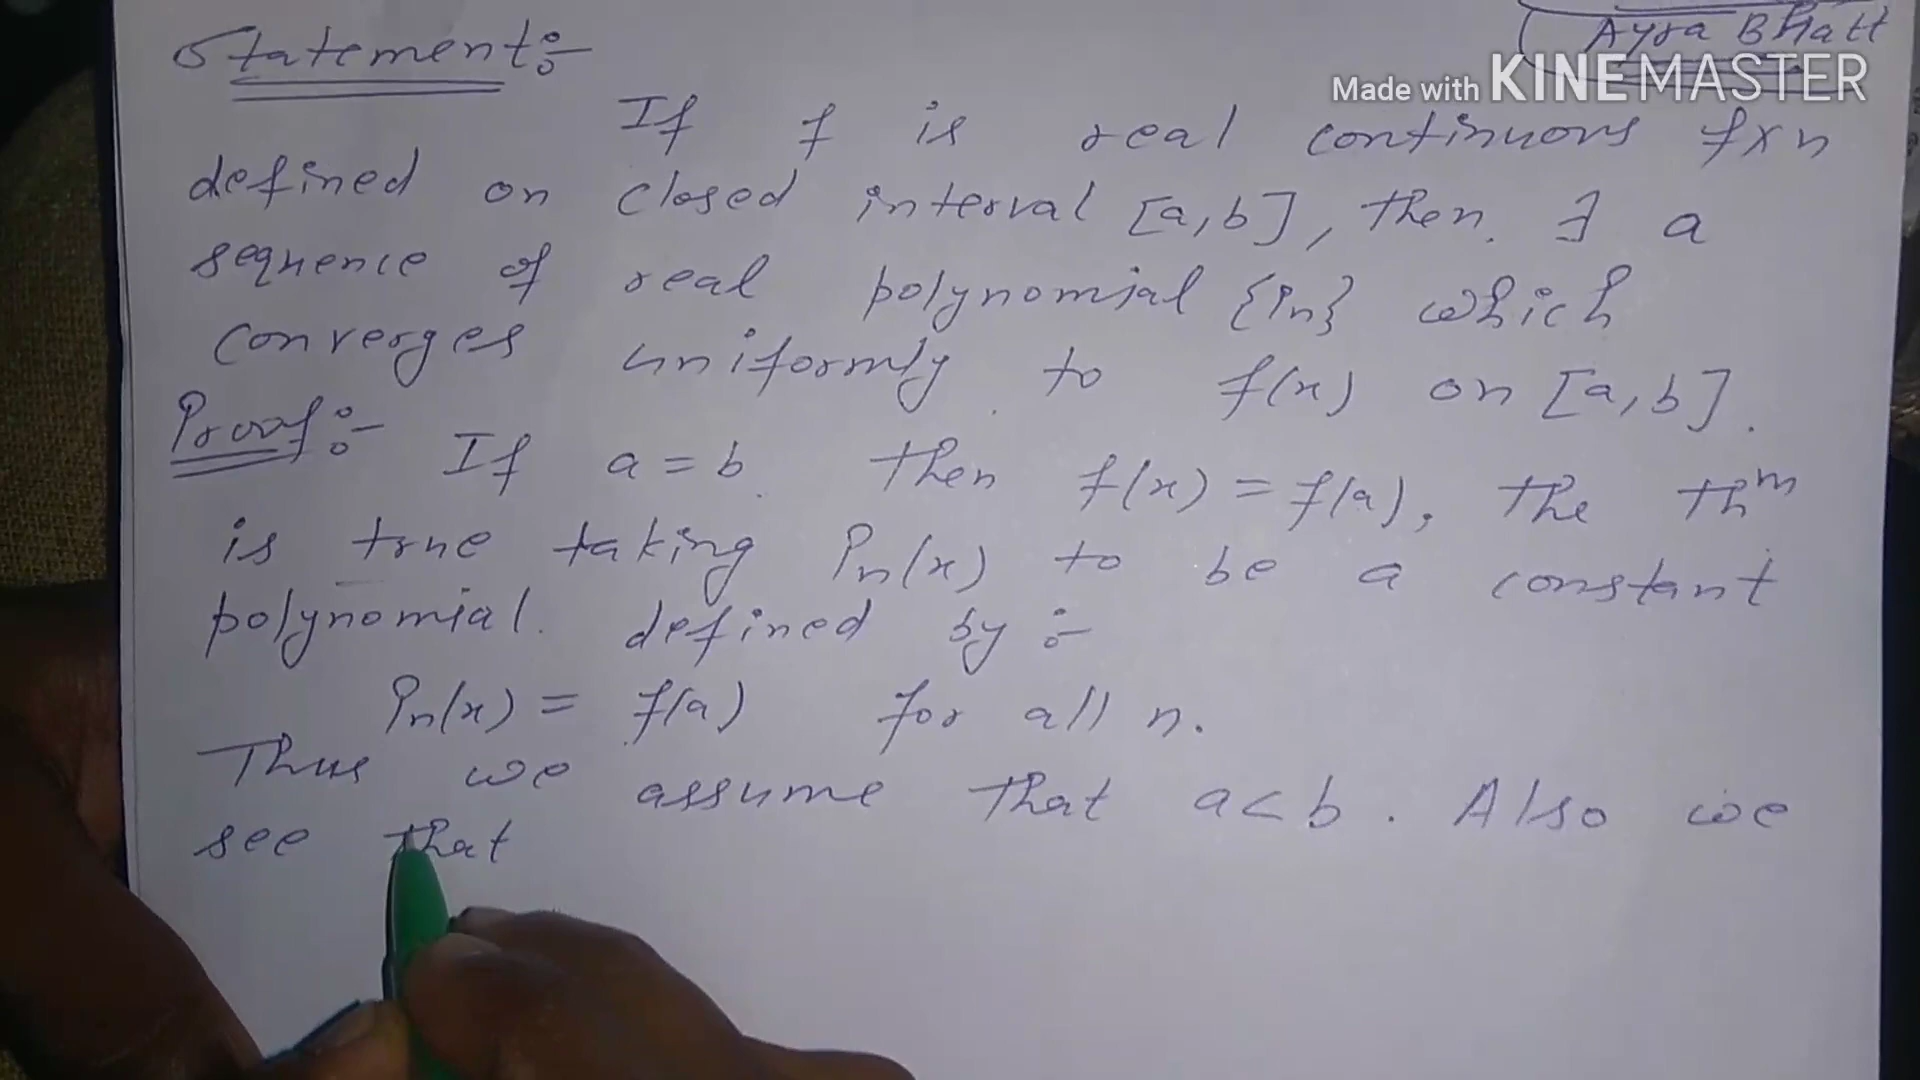 Ayra Bhatt
Made with KINEMASTER
Statement:-
If f is real continuous fxn
defined on closed interval [a,b], then ∃ a
sequence of real polynomial {Pn} which
converges uniformly to f(x) on [a,b].
Proof:- If a = b then f(x) = f(a), the thm
is true taking Pn(x) to be a constant
polynomial defined by :-
Pn(x) = f(a) for all n.
Thus we assume that a < b. Also we
see that